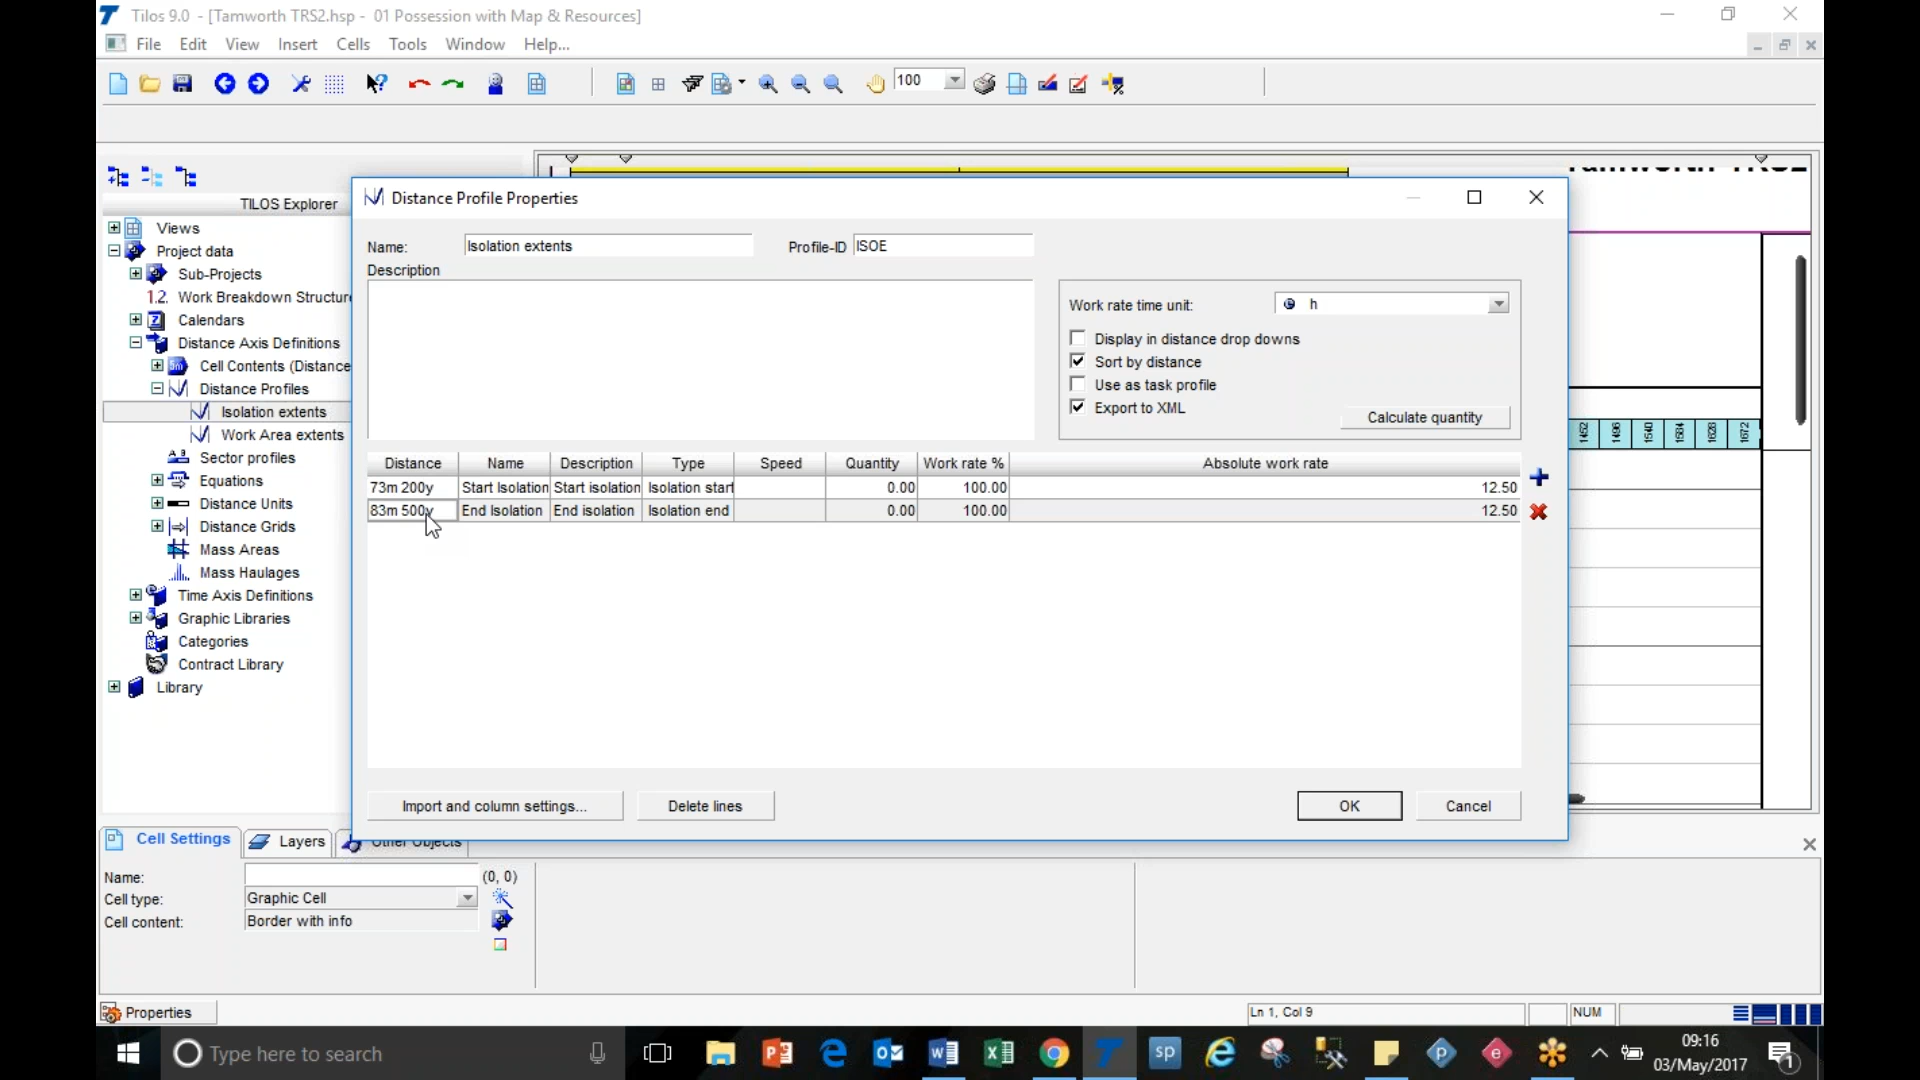 Tilos 9.0 - [Tamworth TRS2.hsp - 01 Possession with Map & Resources]
File Edit View Insert Cells Tools Window Help...
100
TILOS Explorer
Views
Project data
Sub-Projects
1.2. Work Breakdown Structure
Calendars
Distance Axis Definitions
Cell Contents (Distance
Distance Profiles
Isolation extents
Work Area extents
Sector profiles
Equations
Distance Units
Distance Grids
Mass Areas
Mass Haulages
Time Axis Definitions
Graphic Libraries
Categories
Contract Library
Library
Distance Profile Properties
Name: Isolation extents Profile-ID ISOE
Description
Work rate time unit: h
Display in distance drop downs
Sort by distance
Use as task profile
Export to XML
Calculate quantity
Distance Name Description Type Speed Quantity Work rate % Absolute work rate
73m 200y Start Isolation Start isolation Isolation start 0.00 100.00 12.50
83m 500y End Isolation End isolation Isolation end 0.00 100.00 12.50
Import and column settings... Delete lines OK Cancel
1452 1496 1540 1584 1628 1672
Cell Settings Layers Other Objects
Name: (0, 0)
Cell type: Graphic Cell
Cell content: Border with info
Properties Ln 1, Col 9 NUM
Type here to search
sp
09:16
03/May/2017
1